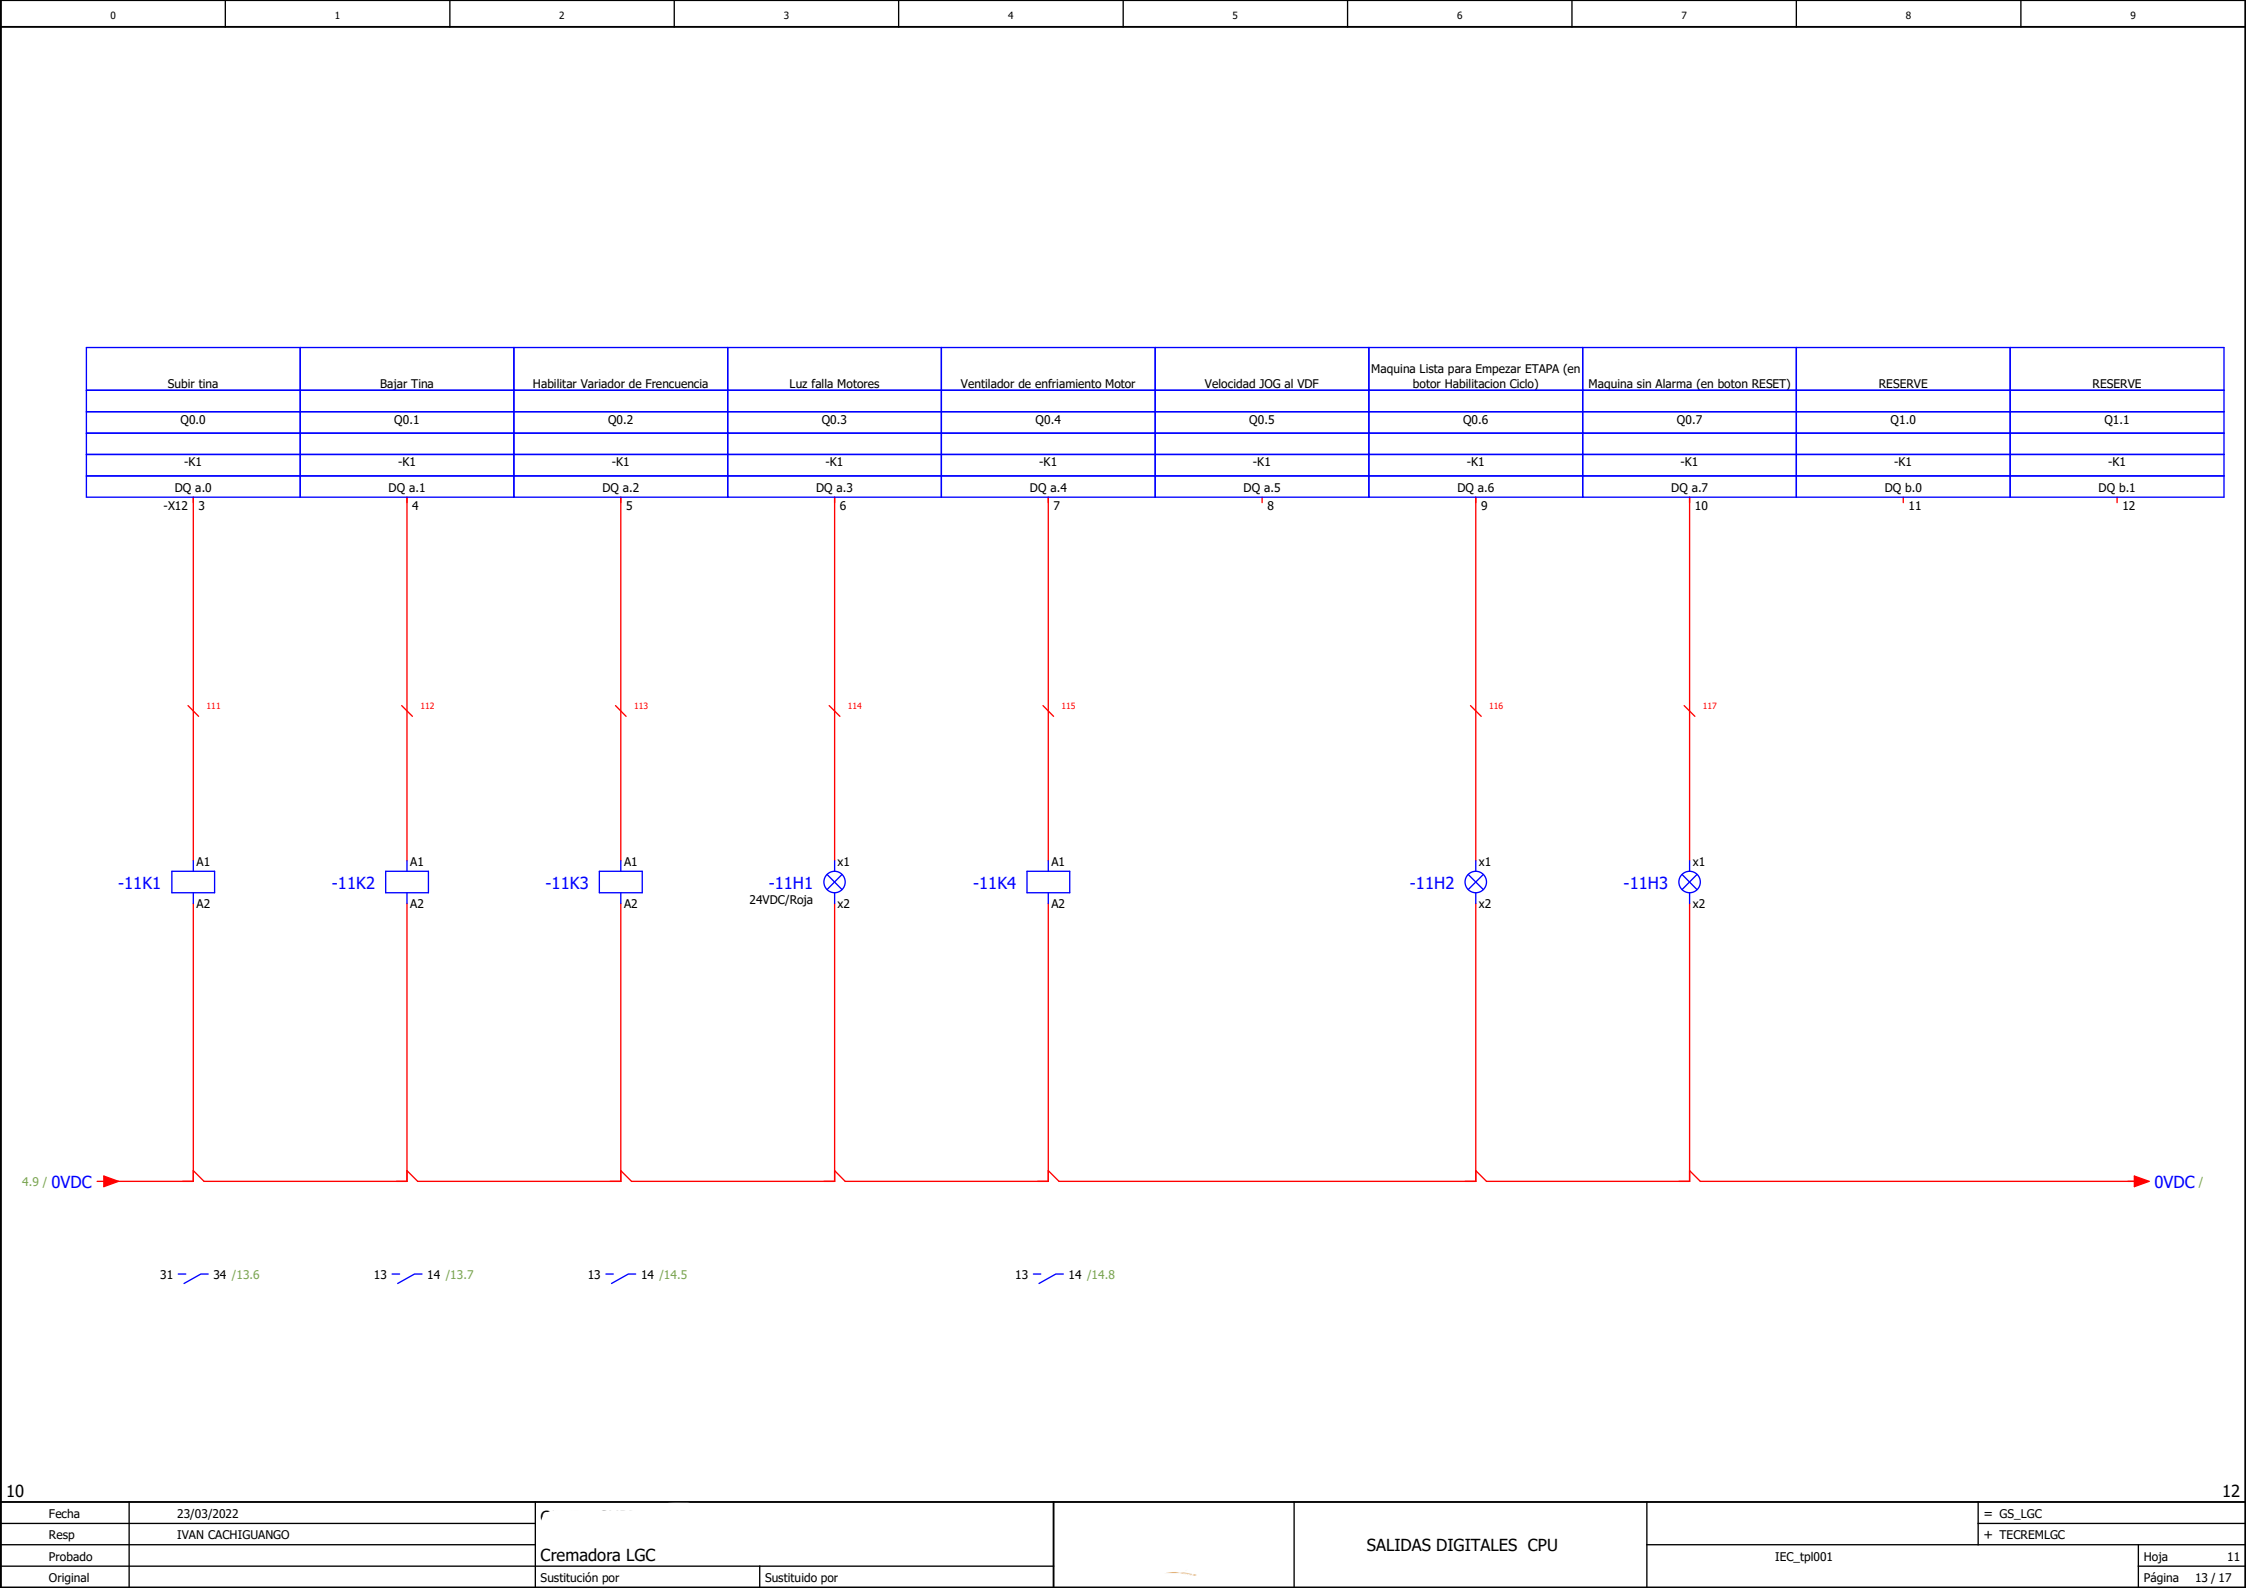 0 1 2 3 4 5 6 7 8 9
Subir tina Bajar Tina Habilitar Variador de Frencuencia Luz falla Motores Ventilador de enfriamiento Motor Velocidad JOG al VDF Maquina Lista para Empezar ETAPA (en botor Habilitacion Ciclo) Maquina sin Alarma (en boton RESET) RESERVE RESERVE
Q0.0 Q0.1 Q0.2 Q0.3 Q0.4 Q0.5 Q0.6 Q0.7 Q1.0 Q1.1
-K1 -K1 -K1 -K1 -K1 -K1 -K1 -K1 -K1 -K1
DQ a.0 DQ a.1 DQ a.2 DQ a.3 DQ a.4 DQ a.5 DQ a.6 DQ a.7 DQ b.0 DQ b.1
-X12 3 4 5 6 7 8 9 10 11 12
111 112 113 114 115 116 117
A1 A1 A1 x1 A1 x1 x1
-11K1 -11K2 -11K3 -11H1 -11K4 -11H2 -11H3
24VDC/Roja
A2 A2 A2 x2 A2 x2 x2
4.9 / 0VDC 0VDC /
31 34 /13.6 13 14 /13.7 13 14 /14.5 13 14 /14.8
10 12
Fecha 23/03/2022 = GS_LGC
Resp IVAN CACHIGUANGO + TECREMLGC
Probado Cremadora LGC SALIDAS DIGITALES CPU IEC_tpl001 Hoja 11
Original Sustitución por Sustituido por Página 13 / 17